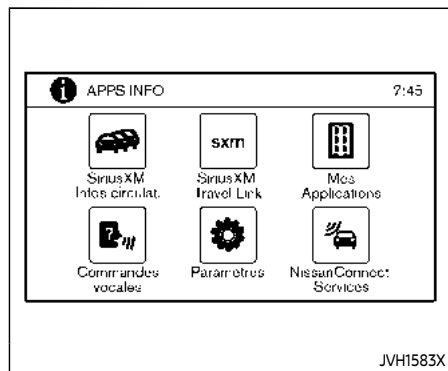 i APPS INFO 7:45
sxm
SiriusXM SiriusXM Mes
Infos circulat. Travel Link Applications
?
Commandes Paramètres NissanConnect
vocales Services
JVH1583X